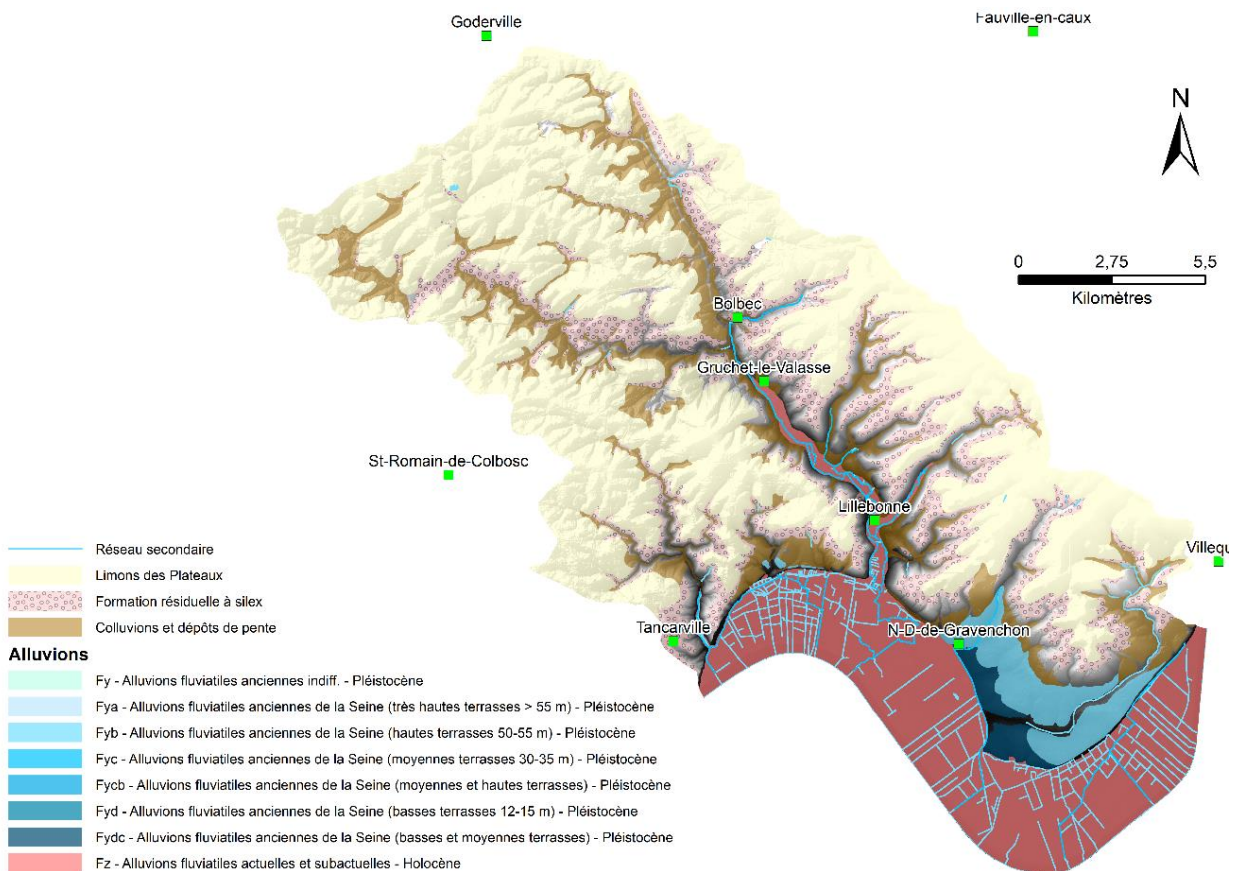 Goderville
Fauville-en-caux
N
0 2,75 5,5
Kilomètres
Bolbec
Gruchet-le-Valasse
St-Romain-de-Colbosc
Lillebonne
Villequ
Tancarville
N-D-de-Gravenchon
Réseau secondaire
Limons des Plateaux
Formation résiduelle à silex
Colluvions et dépôts de pente
Alluvions
Fy - Alluvions fluviatiles anciennes indiff. - Pléistocène
Fya - Alluvions fluviatiles anciennes de la Seine (très hautes terrasses > 55 m) - Pléistocène
Fyb - Alluvions fluviatiles anciennes de la Seine (hautes terrasses 50-55 m) - Pléistocène
Fyc - Alluvions fluviatiles anciennes de la Seine (moyennes terrasses 30-35 m) - Pléistocène
Fycb - Alluvions fluviatiles anciennes de la Seine (moyennes et hautes terrasses) - Pléistocène
Fyd - Alluvions fluviatiles anciennes de la Seine (basses terrasses 12-15 m) - Pléistocène
Fydc - Alluvions fluviatiles anciennes de la Seine (basses et moyennes terrasses) - Pléistocène
Fz - Alluvions fluviatiles actuelles et subactuelles - Holocène